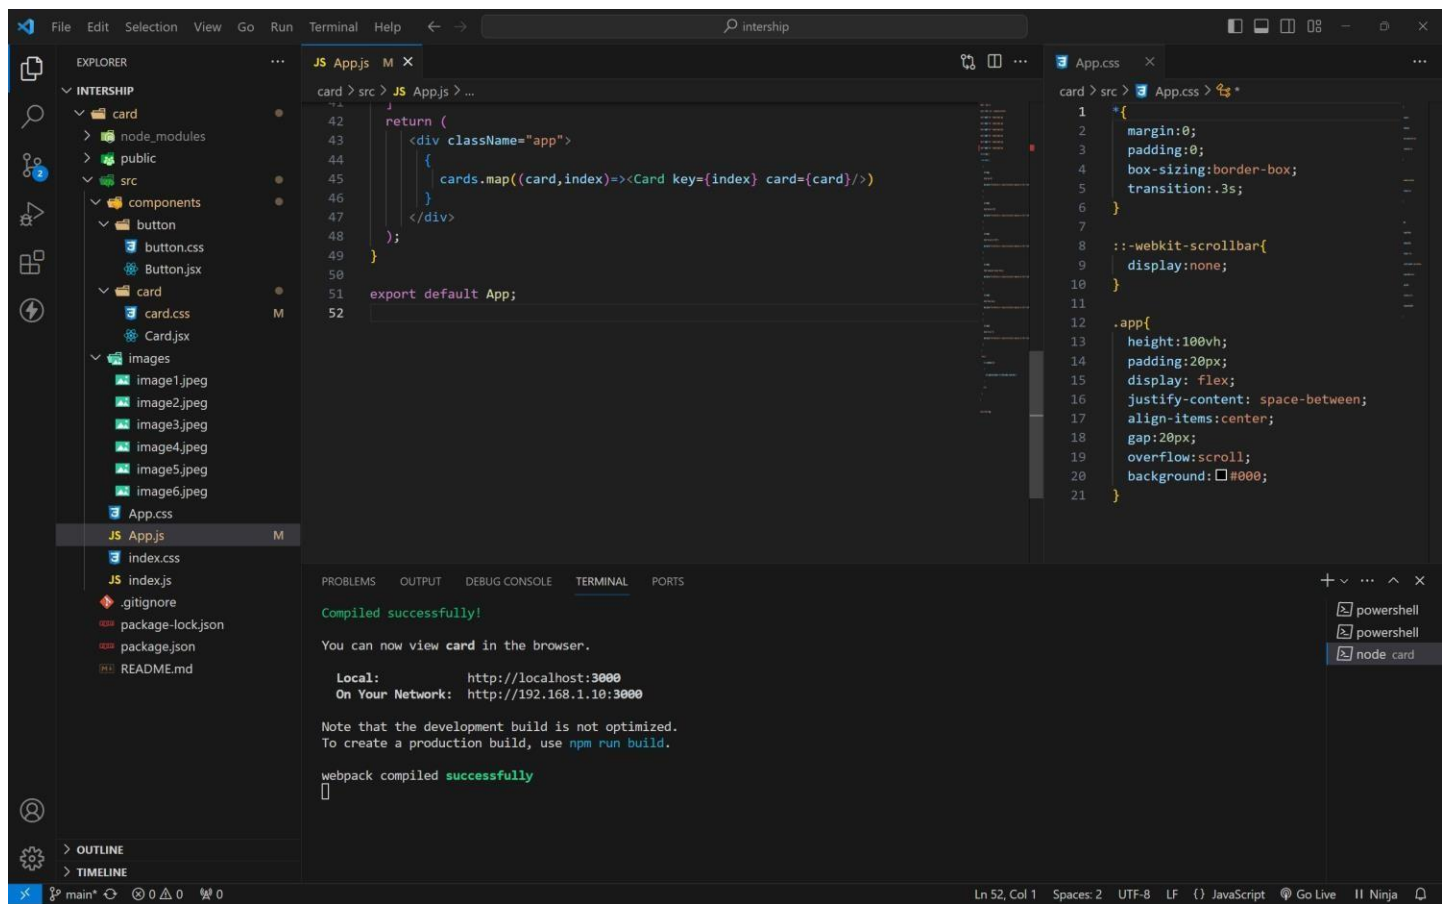 File Edit Selection View Go Run Terminal Help
intership
EXPLORER
INTERSHIP
card
node_modules
public
src
components
button
button.css
Button.jsx
card
card.css M
Card.jsx
images
image1.jpeg
image2.jpeg
image3.jpeg
image4.jpeg
image5.jpeg
image6.jpeg
App.css
JS App.js M
index.css
JS index.js
.gitignore
package-lock.json
package.json
README.md
OUTLINE
TIMELINE
2
JS App.js M
card > src > JS App.js > ...
41 ]
42 return (
43 <div className="app">
44 {
45 cards.map((card,index)=><Card key={index} card={card}/>)
46 }
47 </div>
48 );
49 }
50
51 export default App;
52
App.css
card > src > App.css > *
1 *{
2 margin:0;
3 padding:0;
4 box-sizing:border-box;
5 transition:.3s;
6 }
7
8 ::-webkit-scrollbar{
9 display:none;
10 }
11
12 .app{
13 height:100vh;
14 padding:20px;
15 display: flex;
16 justify-content: space-between;
17 align-items:center;
18 gap:20px;
19 overflow:scroll;
20 background:#000;
21 }
PROBLEMS OUTPUT DEBUG CONSOLE TERMINAL PORTS
Compiled successfully!
You can now view card in the browser.
Local: http://localhost:3000
On Your Network: http://192.168.1.10:3000
Note that the development build is not optimized.
To create a production build, use npm run build.
webpack compiled successfully
powershell
powershell
node card
main* 0 0 0
Ln 52, Col 1 Spaces: 2 UTF-8 LF {} JavaScript Go Live Ninja